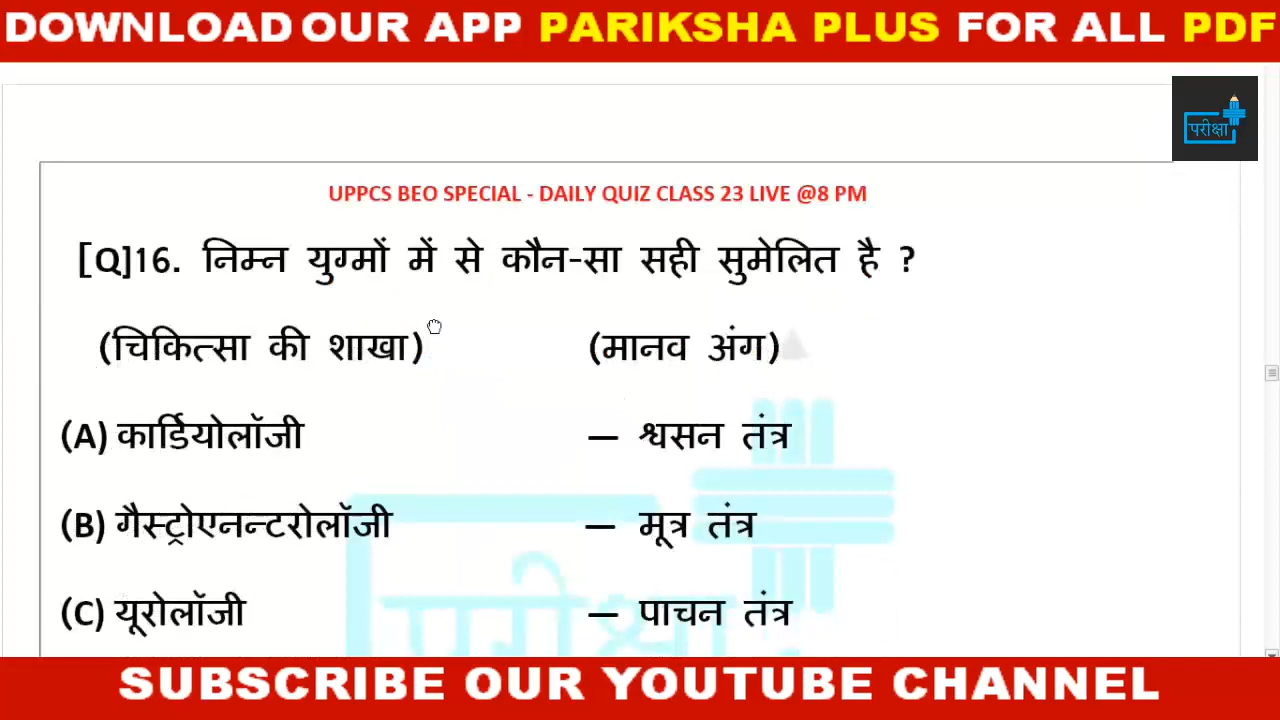 DOWNLOAD OUR APP PARIKSHA PLUS FOR ALL PDF
परीक्षा
UPPCS BEO SPECIAL - DAILY QUIZ CLASS 23 LIVE @8 PM
[Q]16. निम्न युग्मों में से कौन-सा सही सुमेलित है ?
(चिकित्सा की शाखा) (मानव अंग)
(A) कार्डियोलॉजी — श्वसन तंत्र
(B) गैस्ट्रोएनन्टरोलॉजी — मूत्र तंत्र
(C) यूरोलॉजी — पाचन तंत्र
परीक्षा
SUBSCRIBE OUR YOUTUBE CHANNEL